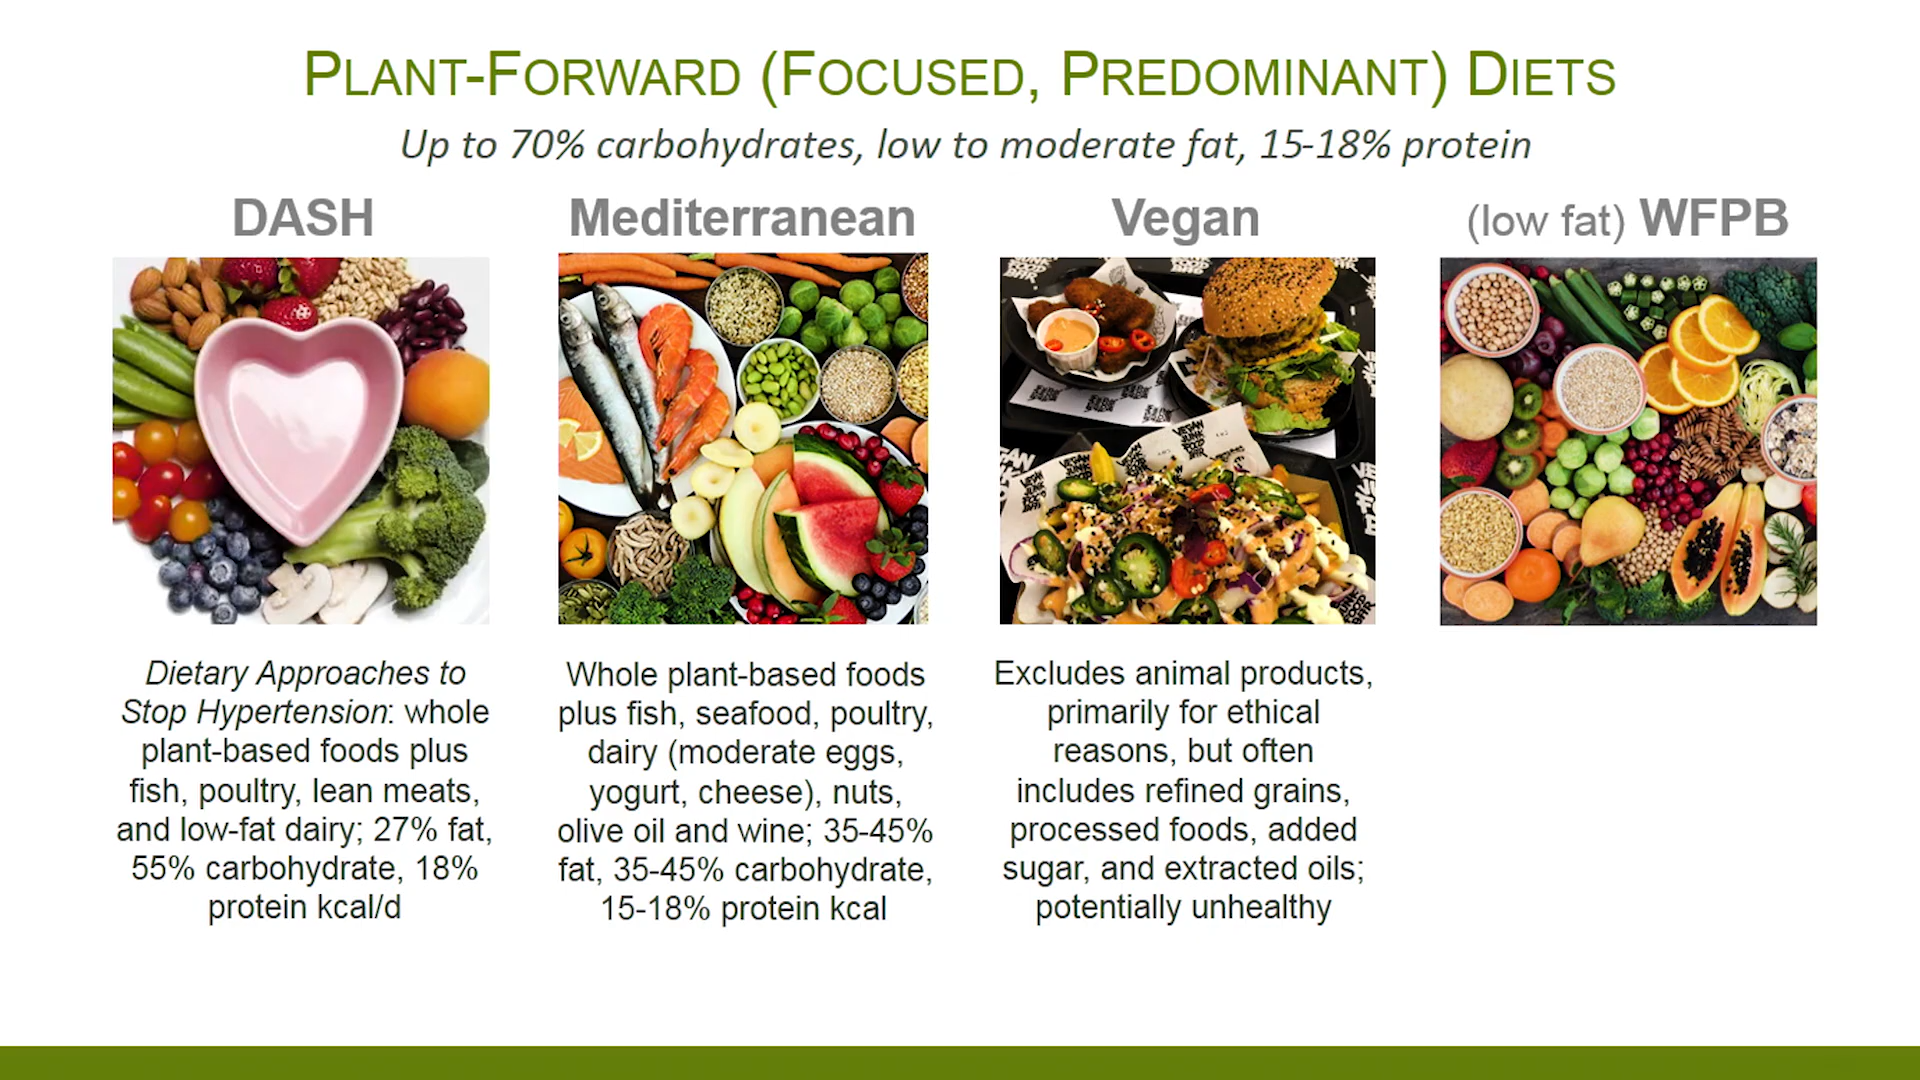 PLANT-FORWARD (FOCUSED, PREDOMINANT) DIETS
Up to 70% carbohydrates, low to moderate fat, 15-18% protein
DASH
Dietary Approaches to
Stop Hypertension: whole
plant-based foods plus
fish, poultry, lean meats,
and low-fat dairy; 27% fat,
55% carbohydrate, 18%
protein kcal/d
Mediterranean
Whole plant-based foods
plus fish, seafood, poultry,
dairy (moderate eggs,
yogurt, cheese), nuts,
olive oil and wine; 35-45%
fat, 35-45% carbohydrate,
15-18% protein kcal
Vegan
VEGAN
JUNK
FOOD
BAR
Excludes animal products,
primarily for ethical
reasons, but often
includes refined grains,
processed foods, added
sugar, and extracted oils;
potentially unhealthy
(low fat) WFPB